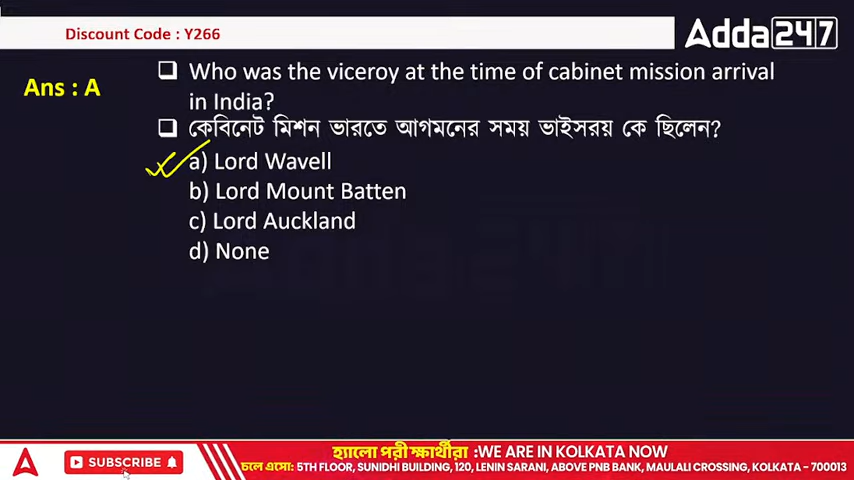 Discount Code : Y266
Adda247
Ans : A
Who was the viceroy at the time of cabinet mission arrival
in India?
কেবিনেট মিশন ভারতে আগমনের সময় ভাইসরয় কে ছিলেন?
a) Lord Wavell
b) Lord Mount Batten
c) Lord Auckland
d) None
SUBSCRIBE
হ্যালো পরীক্ষার্থীরা :WE ARE IN KOLKATA NOW
চলে এসো: 5TH FLOOR, SUNIDHI BUILDING, 120, LENIN SARANI, ABOVE PNB BANK, MAULALI CROSSING, KOLKATA - 700013